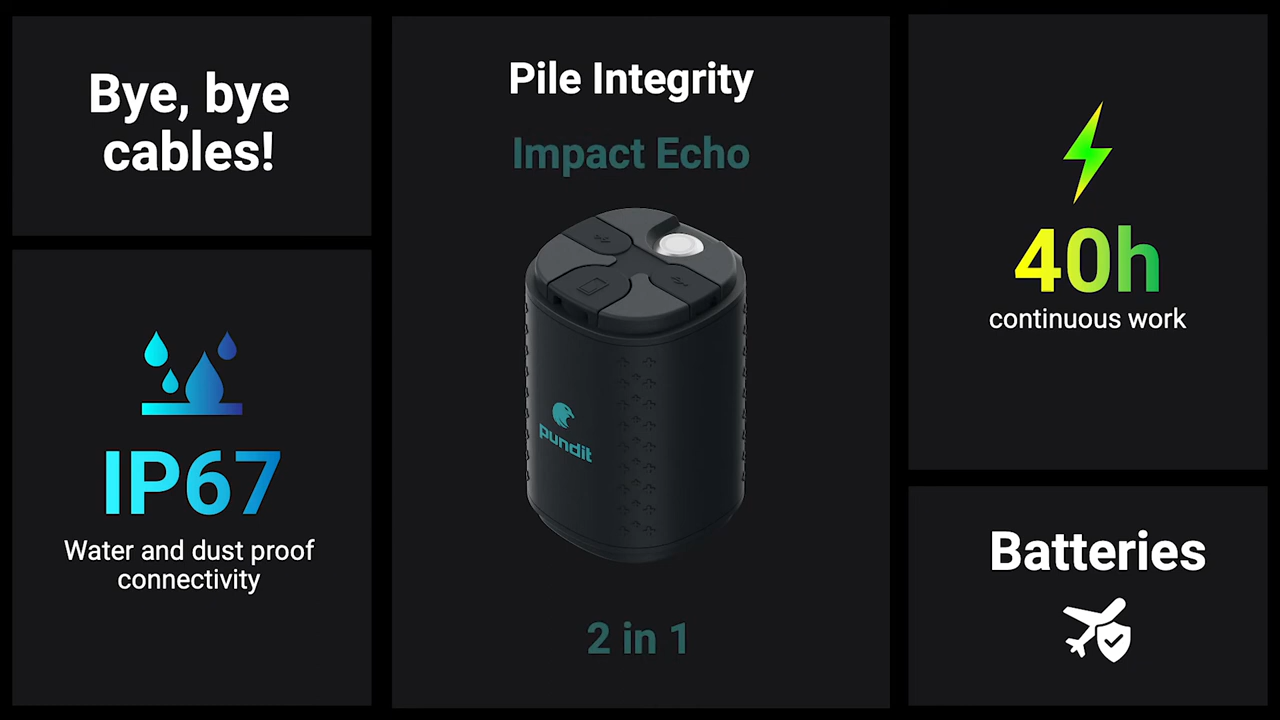 Bye, bye
cables!
IP67
Water and dust proof
connectivity
Pile Integrity
Impact Echo
pundit
2 in 1
40h
continuous work
Batteries